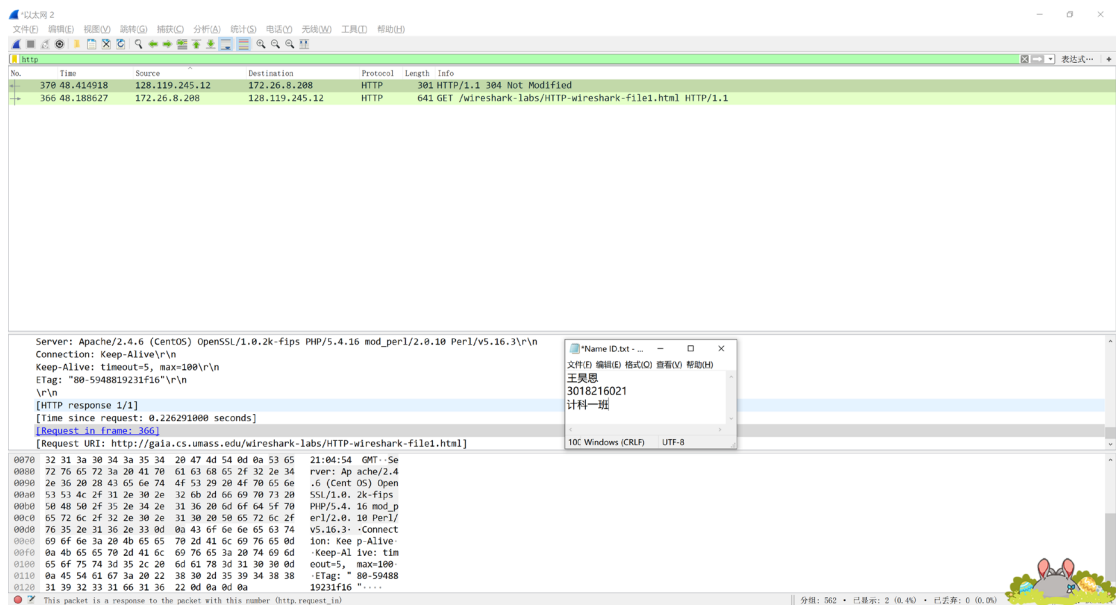 *以太网 2
文件(F) 编辑(E) 视图(V) 跳转(G) 捕获(C) 分析(A) 统计(S) 电话(Y) 无线(W) 工具(T) 帮助(H)
http 表达式… +
No. Time Source Destination Protocol Length Info
370 48.414918 128.119.245.12 172.26.8.208 HTTP 301 HTTP/1.1 304 Not Modified
366 48.188627 172.26.8.208 128.119.245.12 HTTP 641 GET /wireshark-labs/HTTP-wireshark-file1.html HTTP/1.1
Server: Apache/2.4.6 (CentOS) OpenSSL/1.0.2k-fips PHP/5.4.16 mod_perl/2.0.10 Perl/v5.16.3\r\n
Connection: Keep-Alive\r\n
Keep-Alive: timeout=5, max=100\r\n
ETag: "80-5948819231f16"\r\n
\r\n
[HTTP response 1/1]
[Time since request: 0.226291000 seconds]
[Request in frame: 366]
[Request URI: http://gaia.cs.umass.edu/wireshark-labs/HTTP-wireshark-file1.html]
*Name ID.txt - ...
文件(F) 编辑(E) 格式(O) 查看(V) 帮助(H)
王昊恩
3018216021
计科一班
Windows (CRLF) UTF-8
0070 32 31 3a 30 34 3a 35 34 20 47 4d 54 0d 0a 53 65 21:04:54 GMT··Se
0080 72 76 65 72 3a 20 41 70 61 63 68 65 2f 32 2e 34 rver: Ap ache/2.4
0090 2e 36 20 28 43 65 6e 74 4f 53 29 20 4f 70 65 6e .6 (Cent OS) Open
00a0 53 53 4c 2f 31 2e 30 2e 32 6b 2d 66 69 70 73 20 SSL/1.0. 2k-fips
00b0 50 48 50 2f 35 2e 34 2e 31 36 20 6d 6f 64 5f 70 PHP/5.4. 16 mod_p
00c0 65 72 6c 2f 32 2e 30 2e 31 30 20 50 65 72 6c 2f erl/2.0. 10 Perl/
00d0 76 35 2e 31 36 2e 33 0d 0a 43 6f 6e 6e 65 63 74 v5.16.3· ·Connect
00e0 69 6f 6e 3a 20 4b 65 65 70 2d 41 6c 69 76 65 0d ion: Kee p-Alive·
00f0 0a 4b 65 65 70 2d 41 6c 69 76 65 3a 20 74 69 6d ·Keep-Al ive: tim
0100 65 6f 75 74 3d 35 2c 20 6d 61 78 3d 31 30 30 0d eout=5, max=100·
0110 0a 45 54 61 67 3a 20 22 38 30 2d 35 39 34 38 38 ·ETag: " 80-59488
0120 31 39 32 33 31 66 31 36 22 0d 0a 0d 0a 19231f16 "····
This packet is a response to the packet with this number (http.request_in)
分组: 562 · 已显示: 2 (0.4%) · 已丢弃: 0 (0.0%)